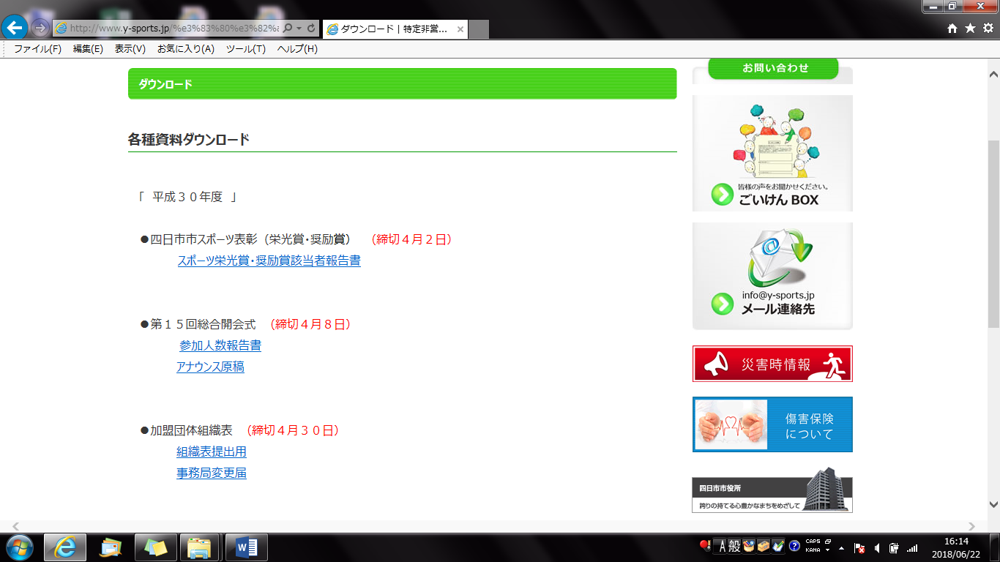 http://www.y-sports.jp/%e3%83%80%e3%82%a
ダウンロード | 特定非営...
ファイル(F) 編集(E) 表示(V) お気に入り(A) ツール(T) ヘルプ(H)
ダウンロード
各種資料ダウンロード
「 平成３０年度 」
●四日市市スポーツ表彰（栄光賞・奨励賞） （締切４月２日）
スポーツ栄光賞・奨励賞該当者報告書
●第１５回総合開会式 （締切４月８日）
参加人数報告書
アナウンス原稿
●加盟団体組織表 （締切４月３０日）
組織表提出用
事務局変更届
お問い合わせ
皆様の声をお聞かせください。
ごいけん BOX
info@y-sports.jp
メール連絡先
災害時情報
傷害保険
について
四日市市役所
誇りの持てる心豊かなまちをめざして
A 般
CAPS
KANA
16:14
2018/06/22